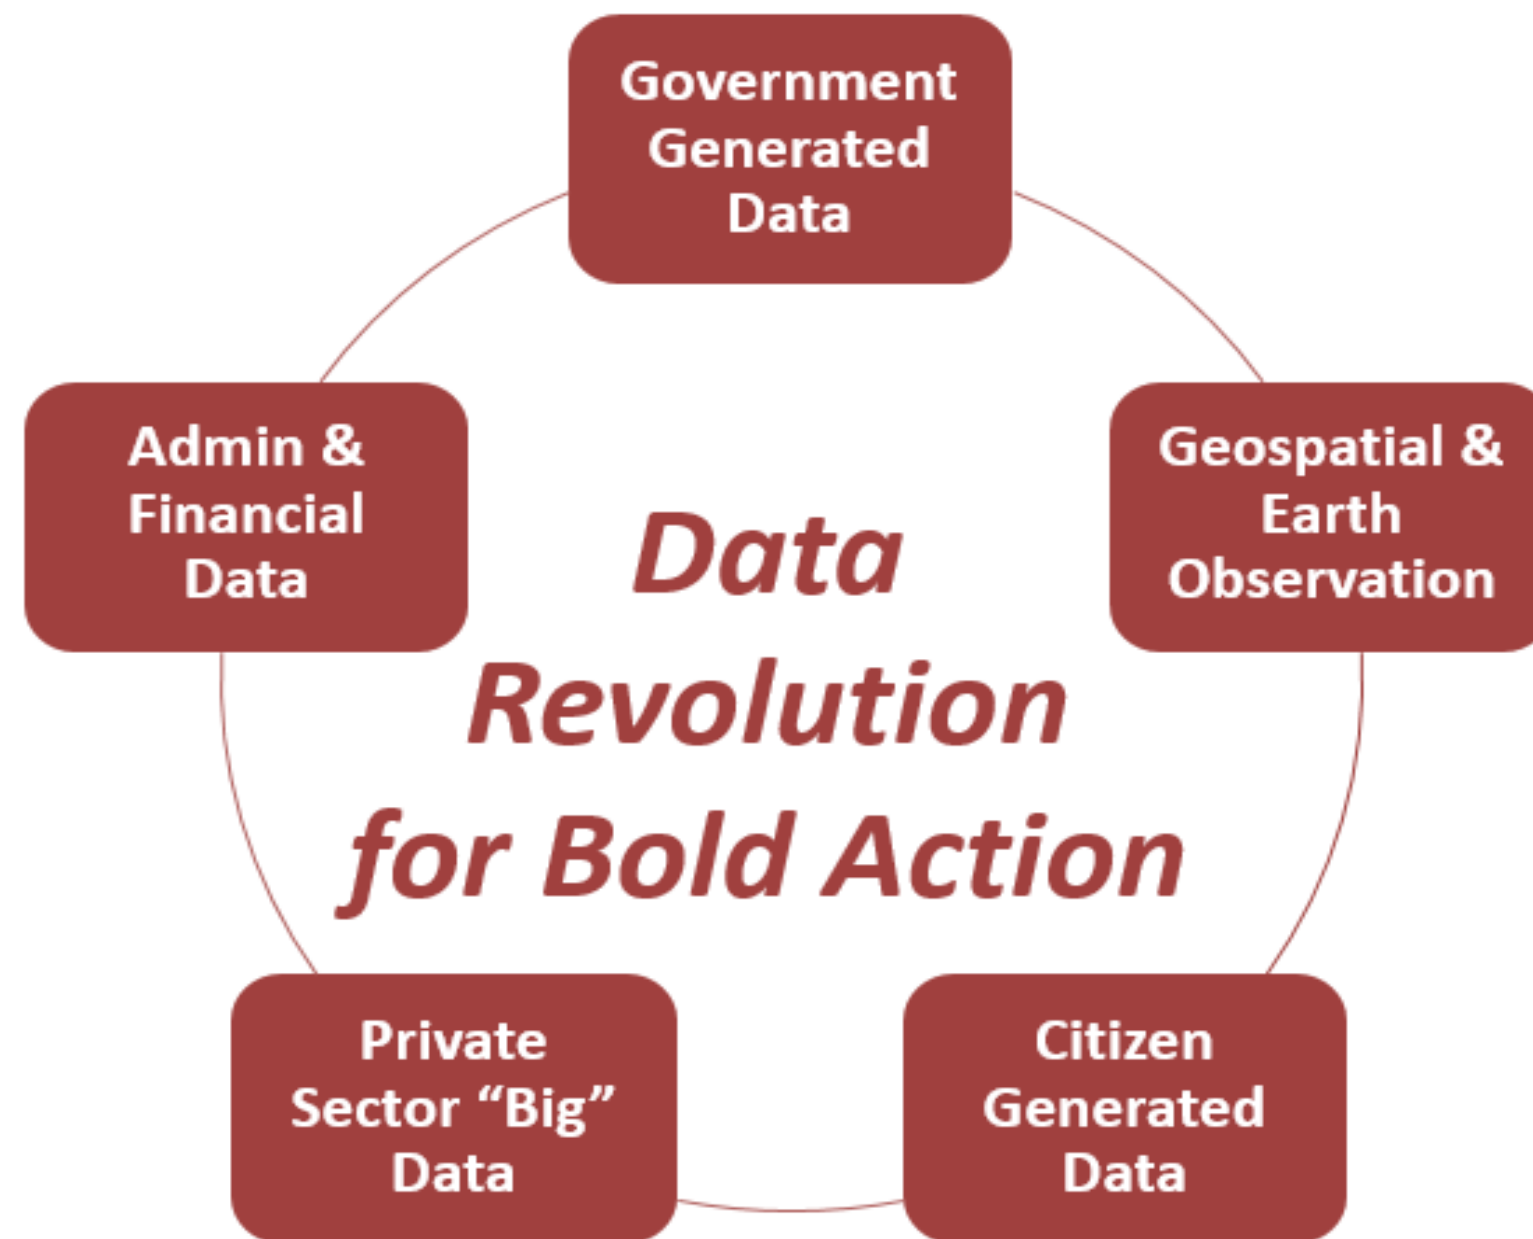 Government
Generated
Data
Admin &
Financial
Data
Geospatial &
Earth
Observation
Data
Revolution
for Bold Action
Private
Sector “Big”
Data
Citizen
Generated
Data